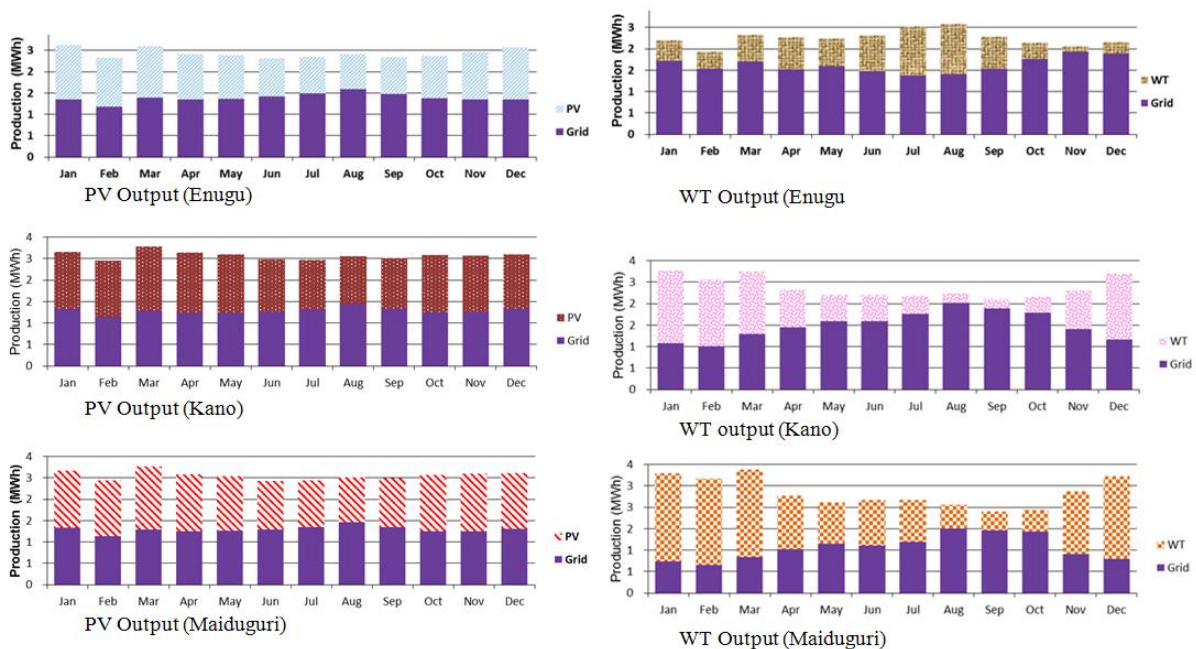 Production (MWh)
3
2
2
1
1
0
PV
Grid
Jan Feb Mar Apr May Jun Jul Aug Sep Oct Nov Dec
PV Output (Enugu)
Production (MWh)
3
2
2
1
1
0
WT
Grid
Jan Feb Mar Apr May Jun Jul Aug Sep Oct Nov Dec
WT Output (Enugu
Production (MWh)
4
3
3
2
2
1
1
0
PV
Grid
Jan Feb Mar Apr May Jun Jul Aug Sep Oct Nov Dec
PV Output (Kano)
Production (MWh)
3
3
2
2
1
1
0
WT
Grid
Jan Feb Mar Apr May Jun Jul Aug Sep Oct Nov Dec
WT output (Kano)
Production (MWh)
4
3
3
2
2
1
1
0
PV
Grid
Jan Feb Mar Apr May Jun Jul Aug Sep Oct Nov Dec
PV Output (Maiduguri)
Production (MWh)
4
3
3
2
2
1
1
0
WT
Grid
Jan Feb Mar Apr May Jun Jul Aug Sep Oct Nov Dec
WT Output (Maiduguri)